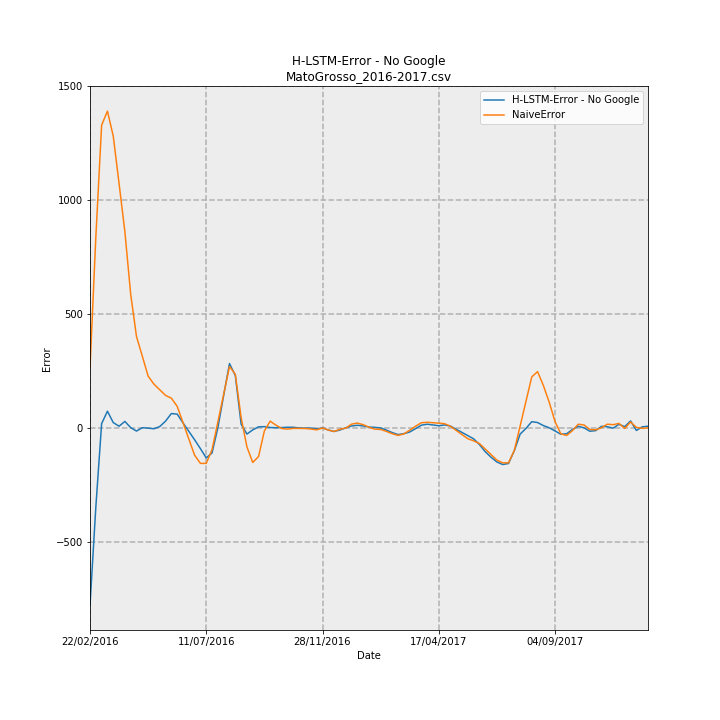 H-LSTM-Error - No Google
MatoGrosso_2016-2017.csv
H-LSTM-Error - No Google
NaiveError
1500
1000
500
0
−500
Error
22/02/2016 11/07/2016 28/11/2016 17/04/2017 04/09/2017
Date